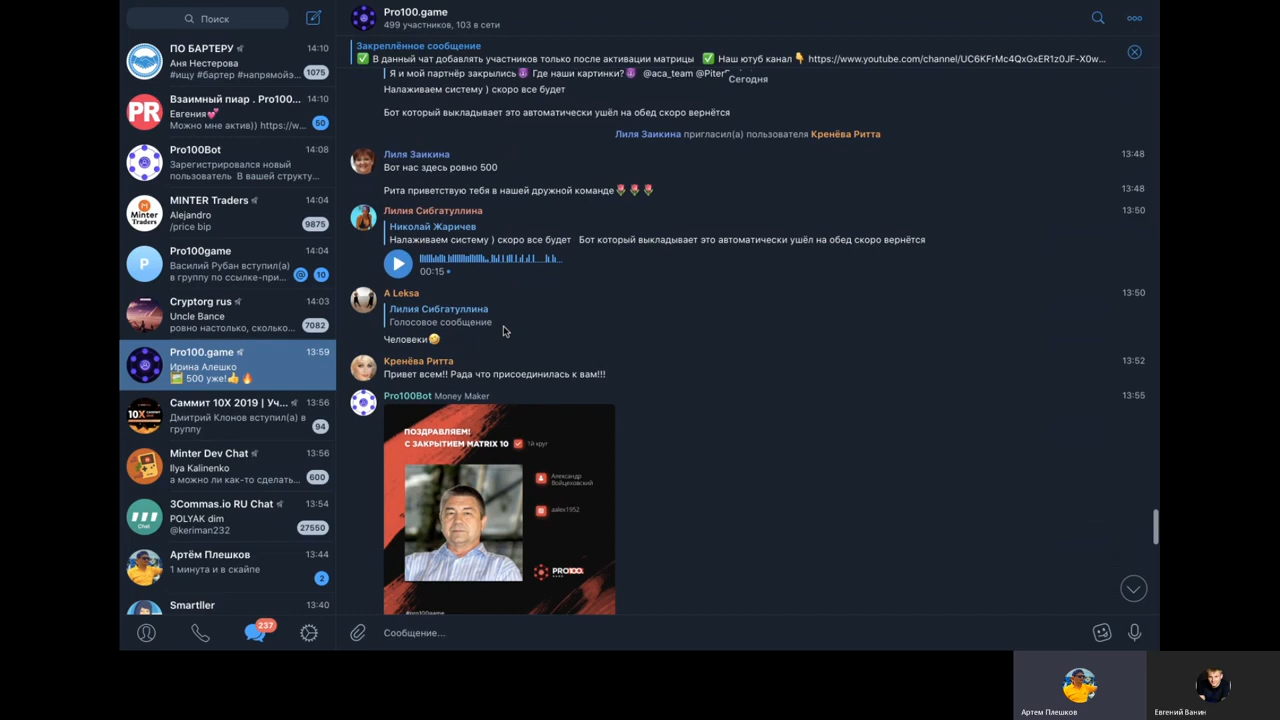 Поиск
ПО БАРТЕРУ
14:10
Аня Нестерова
#ищу #бартер #напрямойэ...
1075
Взаимный пиар . Pro100...
14:10
Евгения💕
Можно мне актив)) https://w...
50
Pro100Bot
14:08
Зарегистрировался новый
пользователь В вашей структу...
MINTER Traders
14:04
Alejandro
/price bip
9875
Minter Traders
Pro100game
14:04
Василий Рубан вступил(а)
в группу по ссылке-при...
@ 10
P
Cryptorg rus
14:03
Uncle Bance
ровно настолько, сколько...
7082
Pro100.game
13:59
Ирина Алешко
500 уже!👍🔥
Саммит 10X 2019 | Уч...
13:56
Дмитрий Клонов вступил(а) в
группу
94
Minter Dev Chat
13:56
Ilya Kalinenko
а можно ли как-то сделать...
600
3Commas.io RU Chat
13:54
POLYAK dim
@keriman232
27550
Chat
Артём Плешков
13:44
1 минута и в скайпе
2
Smartller
13:40
237
Pro100.game
499 участников, 103 в сети
Закреплённое сообщение
✅ В данный чат добавлять участников только после активации матрицы ✅ Наш ютуб канал 👇 https://www.youtube.com/channel/UC6KFrMc4QxGxER1z0JF-X0w...
Я и мой партнёр закрылись😈 Где наши картинки?😈 @aca_team
Сегодня
Налаживаем систему ) скоро все будет
Бот который выкладывает это автоматически ушёл на обед скоро вернётся
Лиля Заикина пригласил(а) пользователя Кренёва Ритта
Лиля Заикина
Вот нас здесь ровно 500
13:48
Рита приветствую тебя в нашей дружной команде🌹🌹🌹
13:48
Лилия Сибгатуллина
13:50
Николай Жаричев
Налаживаем систему ) скоро все будет Бот который выкладывает это автоматически ушёл на обед скоро вернётся
00:15
A Leksa
13:50
Лилия Сибгатуллина
Голосовое сообщение
Человеки🤣
Кренёва Ритта
13:52
Привет всем!! Рада что присоединилась к вам!!!
Pro100Bot Money Maker
13:55
ПОЗДРАВЛЯЕМ!
С ЗАКРЫТИЕМ MATRIX 10
1й круг
Александр
Войцеховский
aalex1952
PRO100
GAME
#pro100game
Сообщение...
Артем Плешков
Евгений Ванин